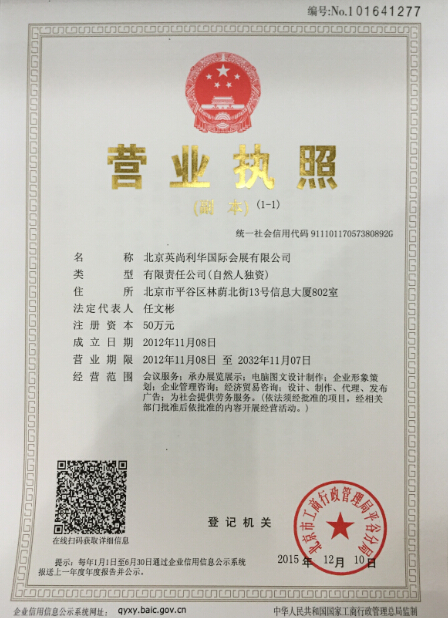 编号:No.101641277
营业执照
(副本)(1-1)
统一社会信用代码 91110117057380892G
名称 北京英尚利华国际会展有限公司
类型 有限责任公司(自然人独资)
住所 北京市平谷区林荫北街13号信息大厦802室
法定代表人 任文彬
注册资本 50万元
成立日期 2012年11月08日
营业期限 2012年11月08日 至 2032年11月07日
经营范围 会议服务；承办展览展示；电脑图文设计制作；企业形象策
划；企业管理咨询；经济贸易咨询；设计、制作、代理、发布
广告；为社会提供劳务服务。(依法须经批准的项目，经相关
部门批准后依批准的内容开展经营活动。)
在线扫码获取详细信息
登记机关
北京市工商行政管理局平谷分局
2015年12月10日
提示：每年1月1日至6月30日通过企业信用信息公示系统
报送上一年度年度报告并公示。
企业信用信息公示系统网址： qyxy.baic.gov.cn
中华人民共和国国家工商行政管理总局监制